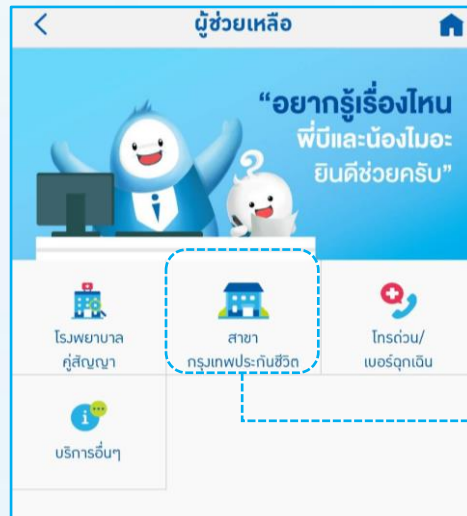 ผู้ช่วยเหลือ
“อยากรู้เรื่องไหน
พี่บีและน้องไมอะ
ยินดีช่วยครับ”
โรงพยาบาล
คู่สัญญา
สาขา
กรุงเทพประกันชีวิต
โทรด่วน/
เบอร์ฉุกเฉิน
บริการอื่นๆ